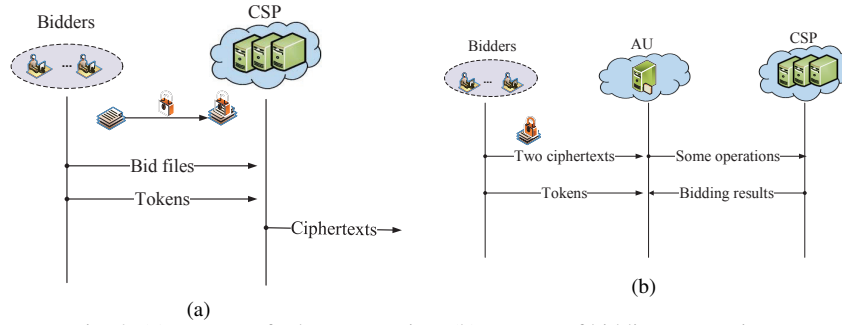 Bidders
CSP
...
Bid files
Tokens
Ciphertexts
(a)
Bidders
AU
CSP
...
Two ciphertexts
Some operations
Tokens
Bidding results
(b)